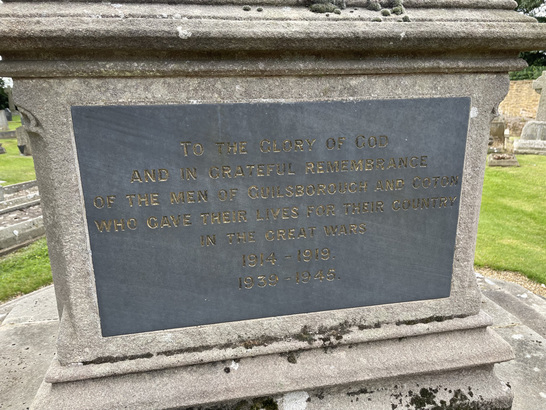 To the Glory of God
and in grateful remembrance
of the men of Guilsborough and Coton
who gave their lives for their country
in the Great Wars
1914 - 1919.
1939 - 1945.